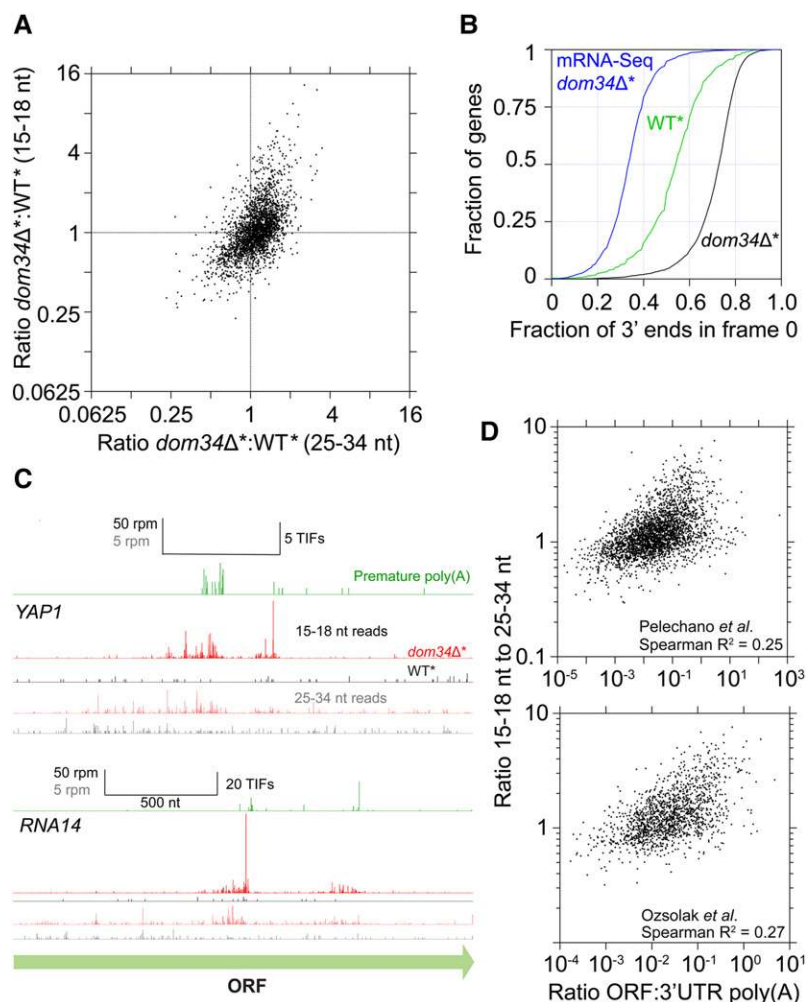 A
16
4
1
0.25
0.0625
Ratio dom34Δ*:WT* (15-18 nt)
0.0625 0.25 1 4 16
Ratio dom34Δ*:WT* (25-34 nt)
B
1
0.75
0.5
0.25
0
Fraction of genes
mRNA-Seq
dom34Δ*
WT*
dom34Δ*
0 0.2 0.4 0.6 0.8 1.0
Fraction of 3' ends in frame 0
C
50 rpm
5 rpm
5 TIFs
Premature poly(A)
YAP1
15-18 nt reads
dom34Δ*
WT*
25-34 nt reads
50 rpm
5 rpm
20 TIFs
500 nt
RNA14
ORF
D
10
1
0.1
Pelechano et al.
Spearman R² = 0.25
10⁻⁵ 10⁻³ 10⁻¹ 10¹ 10³
Ratio 15-18 nt to 25-34 nt
10
1
Ozsolak et al.
Spearman R² = 0.27
10⁻⁴ 10⁻³ 10⁻² 10⁻¹ 10⁰ 10¹
Ratio ORF:3'UTR poly(A)